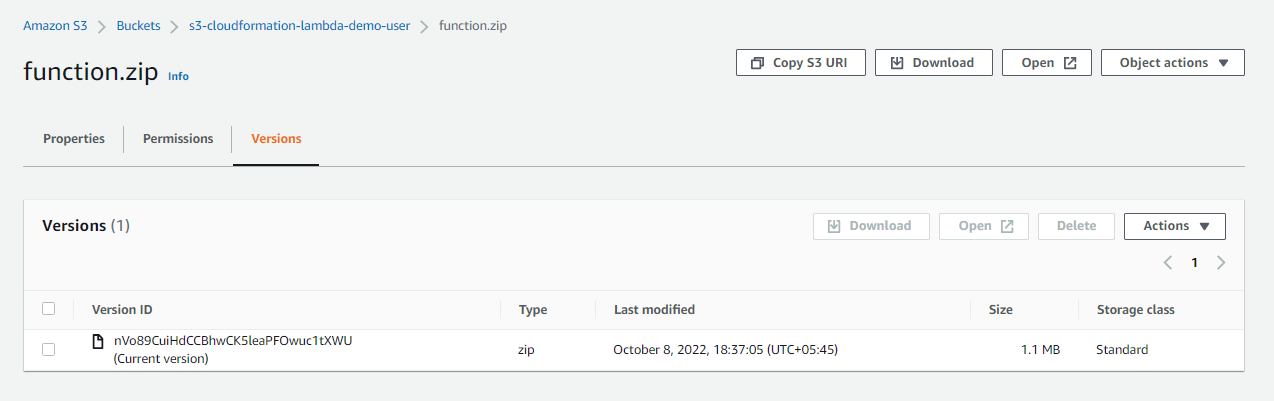 Amazon S3 > Buckets > s3-cloudformation-lambda-demo-user > function.zip
function.zip Info
Copy S3 URI Download Open Object actions
Properties Permissions Versions
Versions (1)
Download Open Delete Actions
1
Version ID Type Last modified Size Storage class
nVo89CuiHdCCBhwCK5leaPFOwuc1tXWU
(Current version) zip October 8, 2022, 18:37:05 (UTC+05:45) 1.1 MB Standard